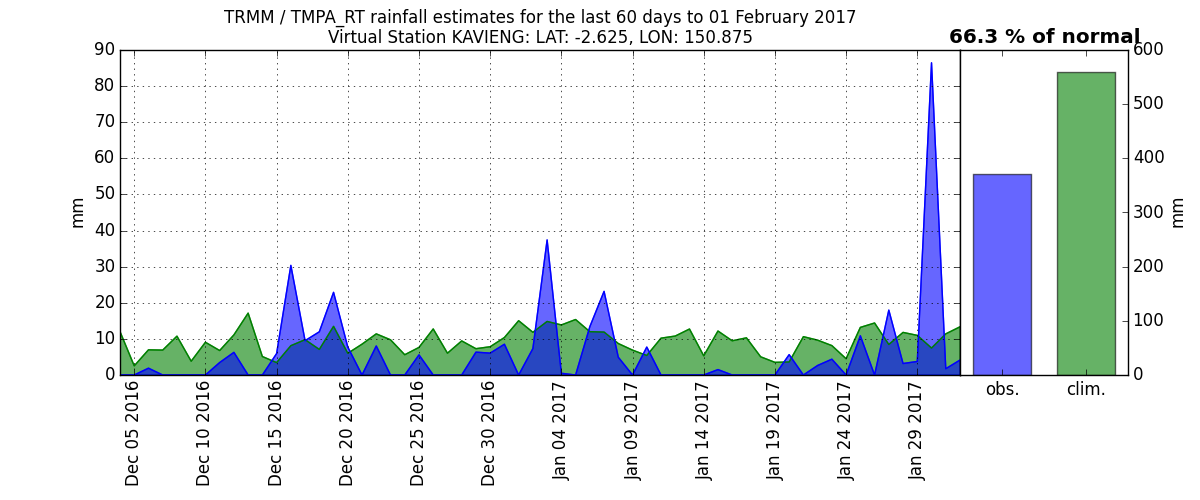 TRMM / TMPA_RT rainfall estimates for the last 60 days to 01 February 2017
Virtual Station KAVIENG: LAT: -2.625, LON: 150.875
66.3 % of normal
90
80
70
60
50
40
30
20
10
0
mm
Dec 05 2016
Dec 10 2016
Dec 15 2016
Dec 20 2016
Dec 25 2016
Dec 30 2016
Jan 04 2017
Jan 09 2017
Jan 14 2017
Jan 19 2017
Jan 24 2017
Jan 29 2017
obs.
clim.
600
500
400
300
200
100
0
mm